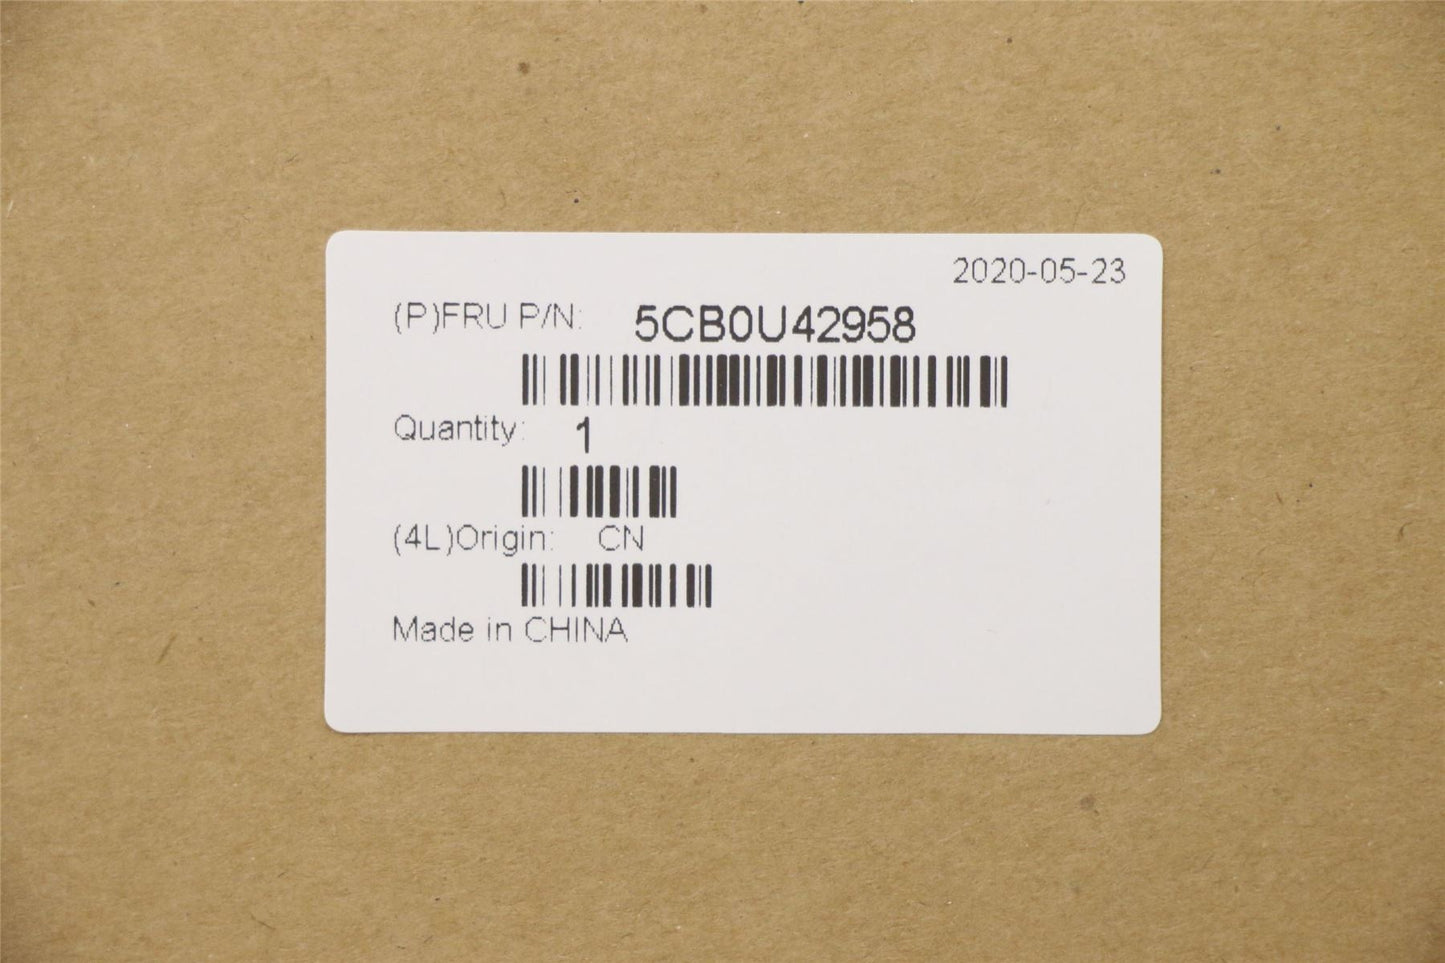 2020-05-23
(P)FRU P/N: 5CB0U42958
Quantity: 1
(4L)Origin: CN
Made in CHINA